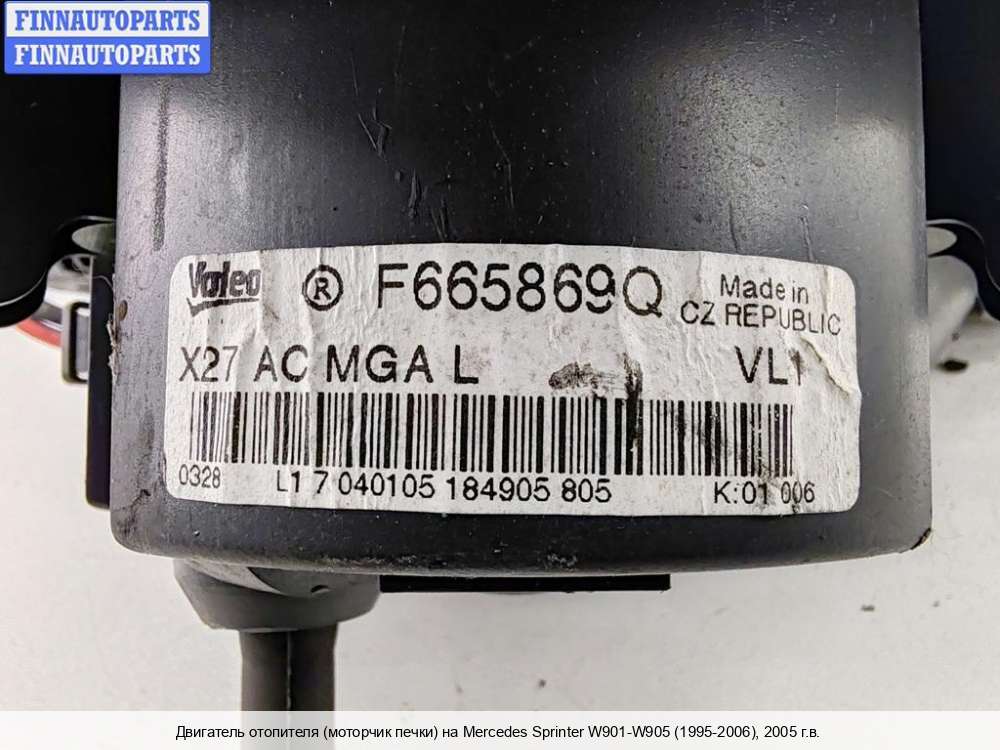 FINNAUTOPARTS
FINNAUTOPARTS
Valeo ® F665869Q Made in
CZ REPUBLIC
X27 AC MGA L VL1
0328 L1 7 040105 184905 805 K:01 006
Двигатель отопителя (моторчик печки) на Mercedes Sprinter W901-W905 (1995-2006), 2005 г.в.